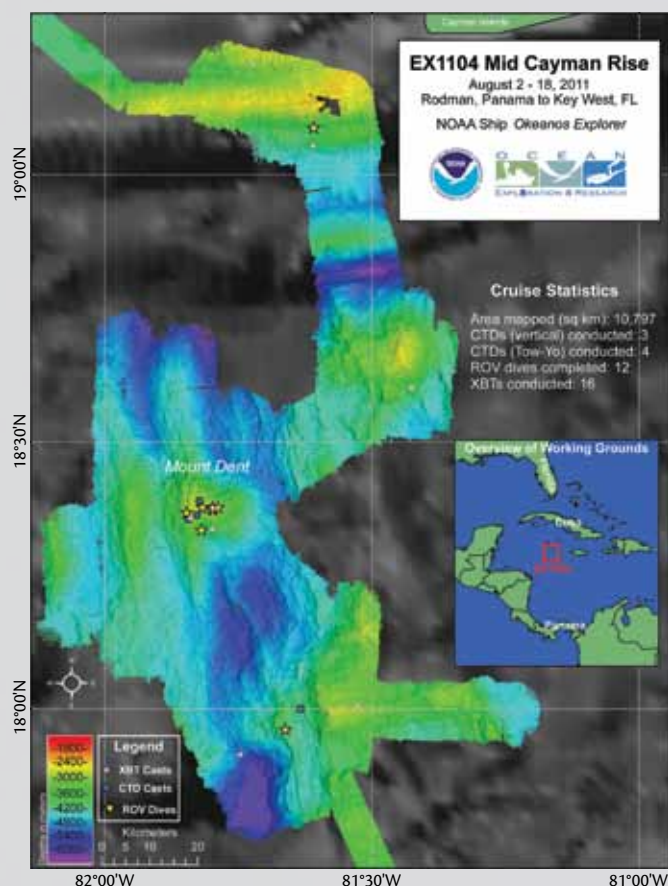 Cayman Islands
EX1104 Mid Cayman Rise
August 2 - 18, 2011
Rodman, Panama to Key West, FL
NOAA Ship Okeanos Explorer
NOAA
OCEAN
EXPLORATION & RESEARCH
19°00'N
Cruise Statistics
Area mapped (sq km): 10,797
CTDs (vertical) conducted: 3
CTDs (Tow-Yo) conducted: 4
ROV dives completed: 12
XBTs conducted: 16
18°30'N
Mount Dent
Overview of Working Grounds
Cuba
Panama
18°00'N
Legend
XBT Casts
CTD Casts
ROV Dives
Kilometers
0 5 10 20
-2400-
-3000-
-3600-
-4200-
82°00'W
81°30'W
81°00'W